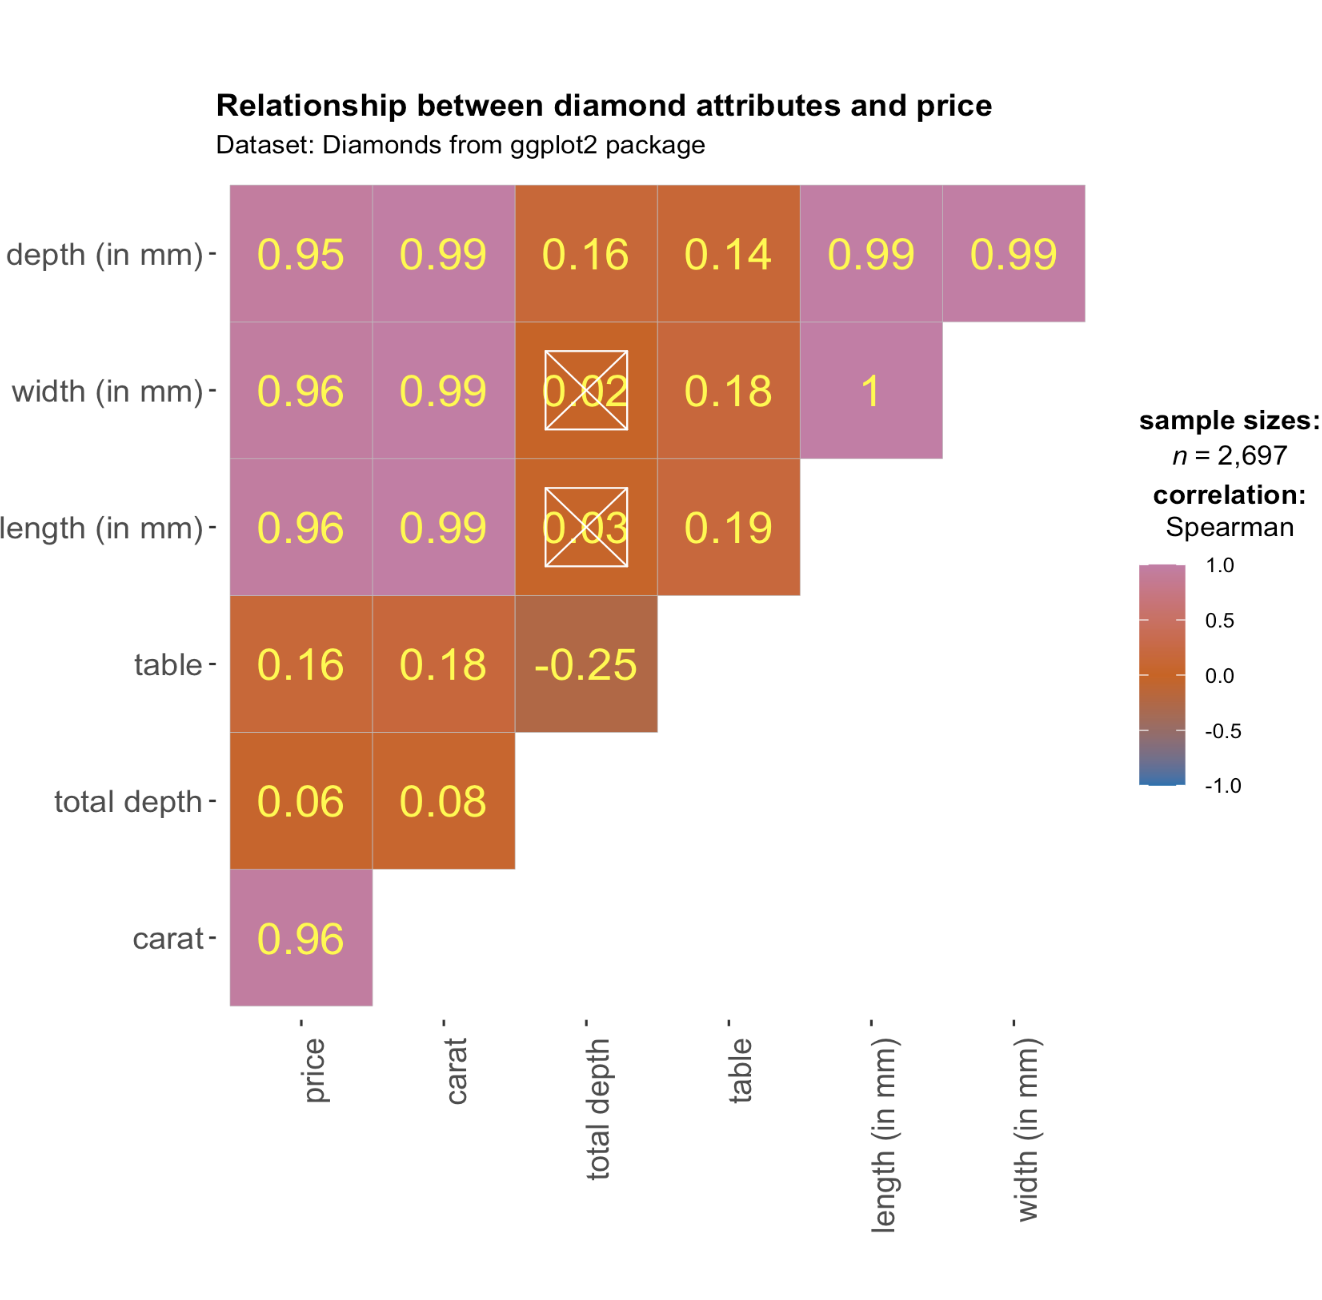 Relationship between diamond attributes and price
Dataset: Diamonds from ggplot2 package
depth (in mm) 0.95 0.99 0.16 0.14 0.99 0.99
width (in mm) 0.96 0.99 0.02 0.18 1
length (in mm) 0.96 0.99 0.03 0.19
table 0.16 0.18 -0.25
total depth 0.06 0.08
carat 0.96
price
carat
total depth
table
length (in mm)
width (in mm)
sample sizes:
n = 2,697
correlation:
Spearman
1.0
0.5
0.0
-0.5
-1.0